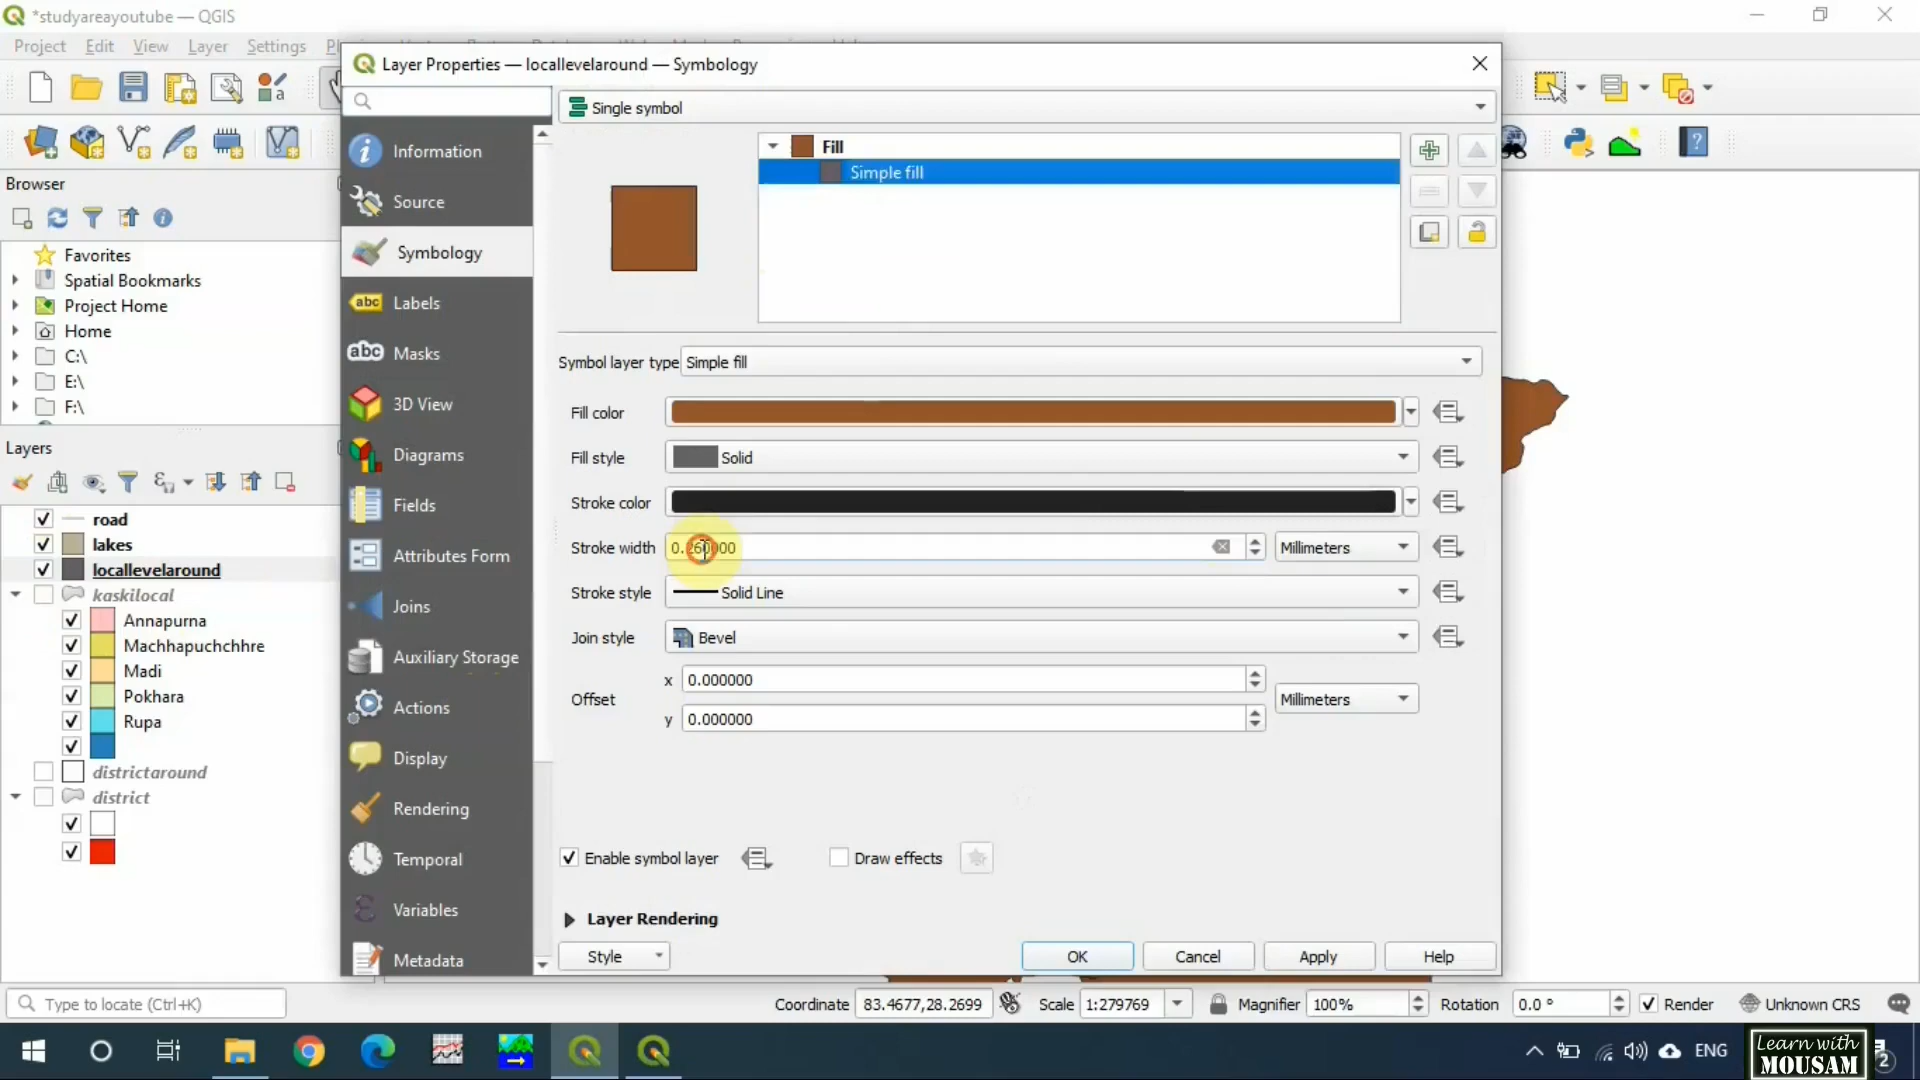 *studyareayoutube — QGIS
Project Edit View Layer Settings
Layer Properties — locallevelaround — Symbology
Single symbol
Information
Source
Symbology
Labels
Masks
3D View
Diagrams
Fields
Attributes Form
Joins
Auxiliary Storage
Actions
Display
Rendering
Temporal
Variables
Metadata
Fill
Simple fill
Symbol layer type Simple fill
Fill color
Fill style Solid
Stroke color
Stroke width 0.260000 Millimeters
Stroke style Solid Line
Join style Bevel
Offset x 0.000000 Millimeters
y 0.000000
Enable symbol layer Draw effects
Layer Rendering
Style OK Cancel Apply Help
Browser
Favorites
Spatial Bookmarks
Project Home
Home
C:\
E:\
F:\
Layers
road
lakes
locallevelaround
kaskilocal
Annapurna
Machhapuchchhre
Madi
Pokhara
Rupa
districtaround
district
Type to locate (Ctrl+K) Coordinate 83.4677,28.2699 Scale 1:279769 Magnifier 100% Rotation 0.0 ° Render Unknown CRS
ENG
Learn with
MOUSAM
2